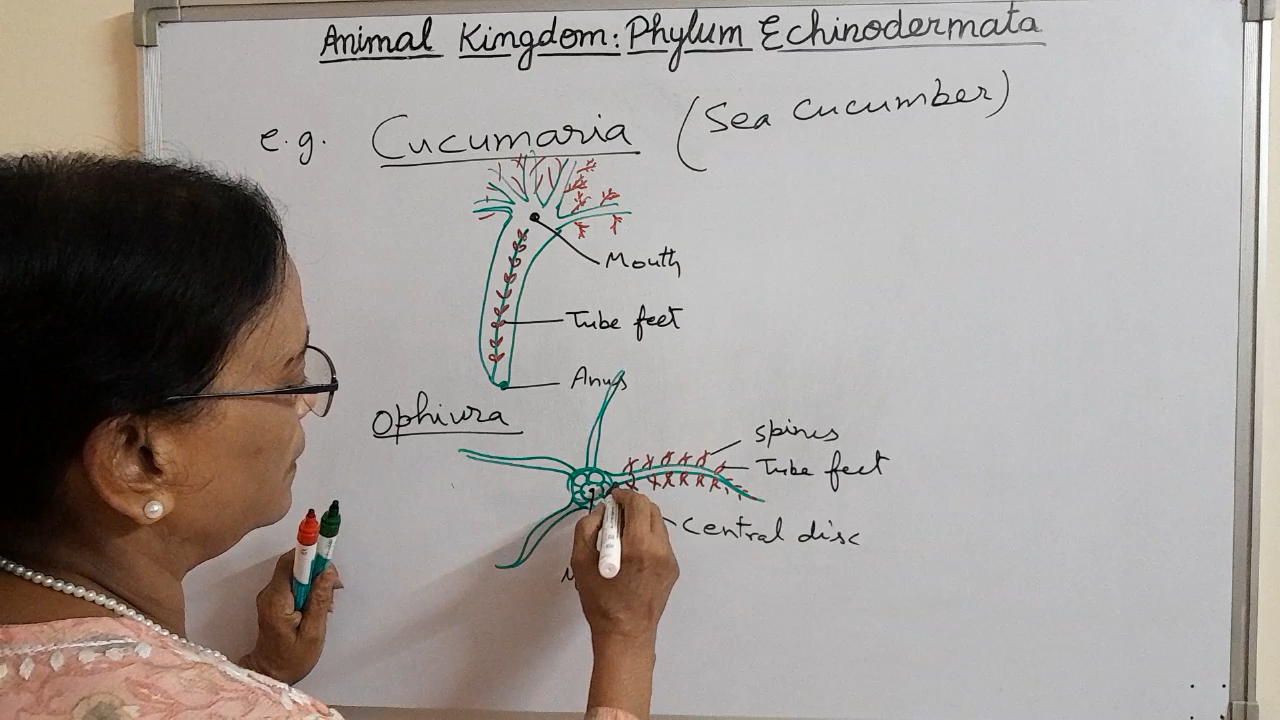 Animal Kingdom: Phylum Echinodermata
e.g. Cucumaria (Sea Cucumber)
Mouth
Tube feet
Anus
Ophiura
Spines
Tube feet
Central disc